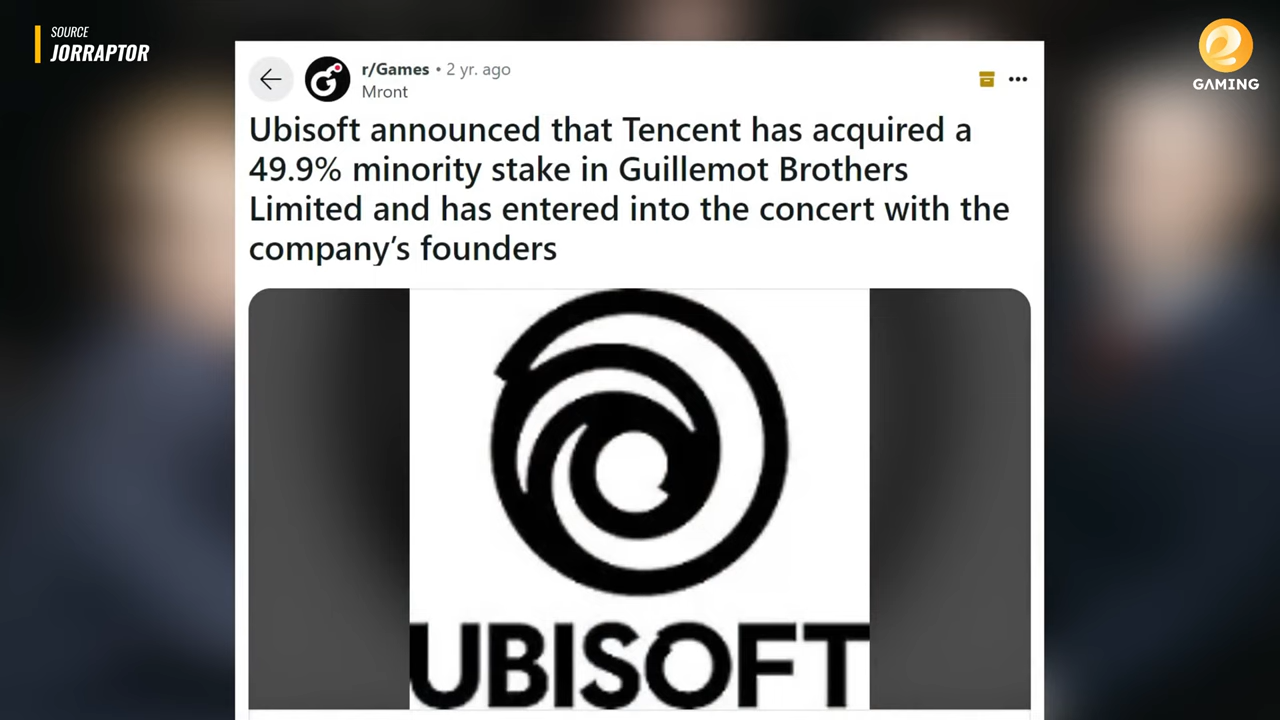 SOURCE
JORRAPTOR
GAMING
r/Games • 2 yr. ago
Mront
Ubisoft announced that Tencent has acquired a
49.9% minority stake in Guillemot Brothers
Limited and has entered into the concert with the
company’s founders
UBISOFT